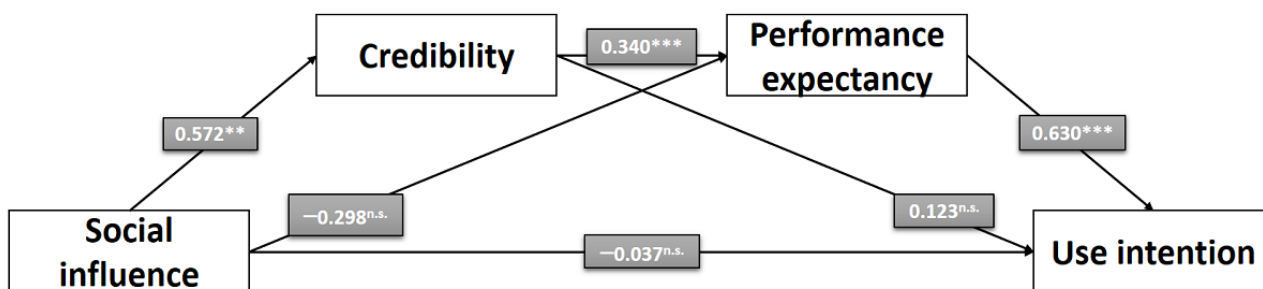 Credibility
0.340***
Performance
expectancy
0.572**
0.630***
−0.298n.s.
0.123n.s.
−0.037n.s.
Social
influence
Use intention